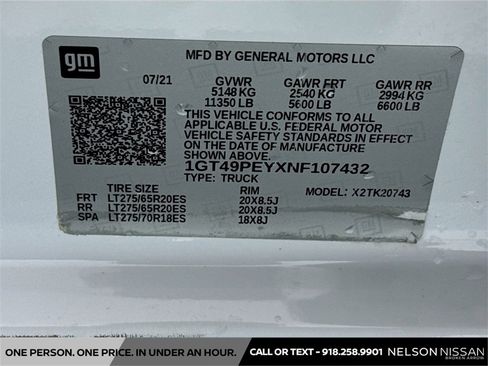 gm
MFD BY GENERAL MOTORS LLC
07/21 GVWR GAWR FRT GAWR RR
5148 KG 2540 KG 2994 KG
11350 LB 5600 LB 6600 LB
THIS VEHICLE CONFORMS TO ALL
APPLICABLE U.S. FEDERAL MOTOR
VEHICLE SAFETY STANDARDS IN EFFECT
ON THE DATE OF MANUFACTURE SHOWN ABOVE.
1GT49PEYXNF107432
TYPE: TRUCK
TIRE SIZE RIM MODEL: X2TK20743
FRT LT275/65R20ES 20X8.5J
RR LT275/65R20ES 20X8.5J
SPA LT275/70R18ES 18X8J
ONE PERSON. ONE PRICE. IN UNDER AN HOUR. CALL OR TEXT - 918.258.9901 NELSON NISSAN
BROKEN ARROW